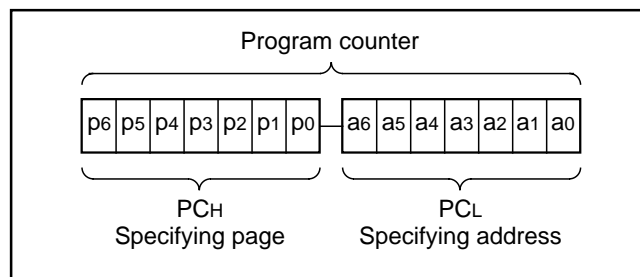 Program counter
p6 p5 p4 p3 p2 p1 p0 a6 a5 a4 a3 a2 a1 a0
PCH PCL
Specifying page Specifying address